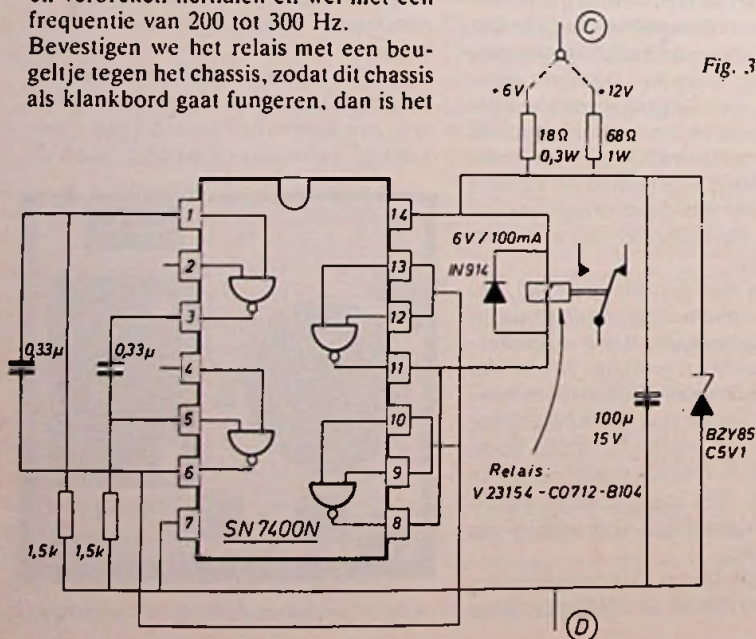 frequentie van 200 tot 300 Hz.
Bevestigen we het relais met een beu-
geltje tegen het chassis, zodat dit chassis
als klankbord gaat fungeren, dan is het
C
Fig. 3
+6V
+12V
18Ω
0,3W
68Ω
1W
1
2
3
4
5
6
7
14
13
12
11
10
9
8
6V/100mA
IN914
0,33µ
0,33µ
1,5k
1,5k
SN7400N
Relais:
V23154-C0712-B104
100µ
15V
BZY85
C5V1
D